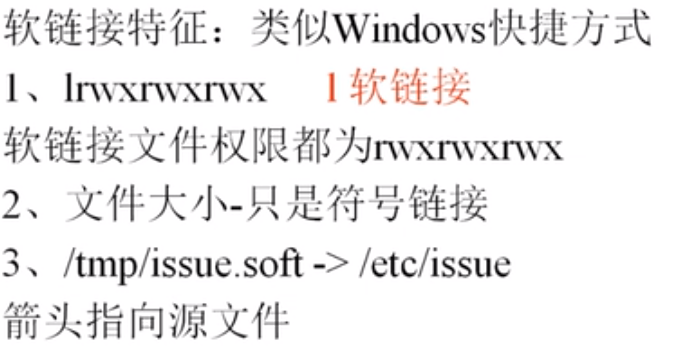 软链接特征：类似Windows快捷方式
1、lrwxrwxrwx l 软链接
软链接文件权限都为rwxrwxrwx
2、文件大小-只是符号链接
3、/tmp/issue.soft -> /etc/issue
箭头指向源文件